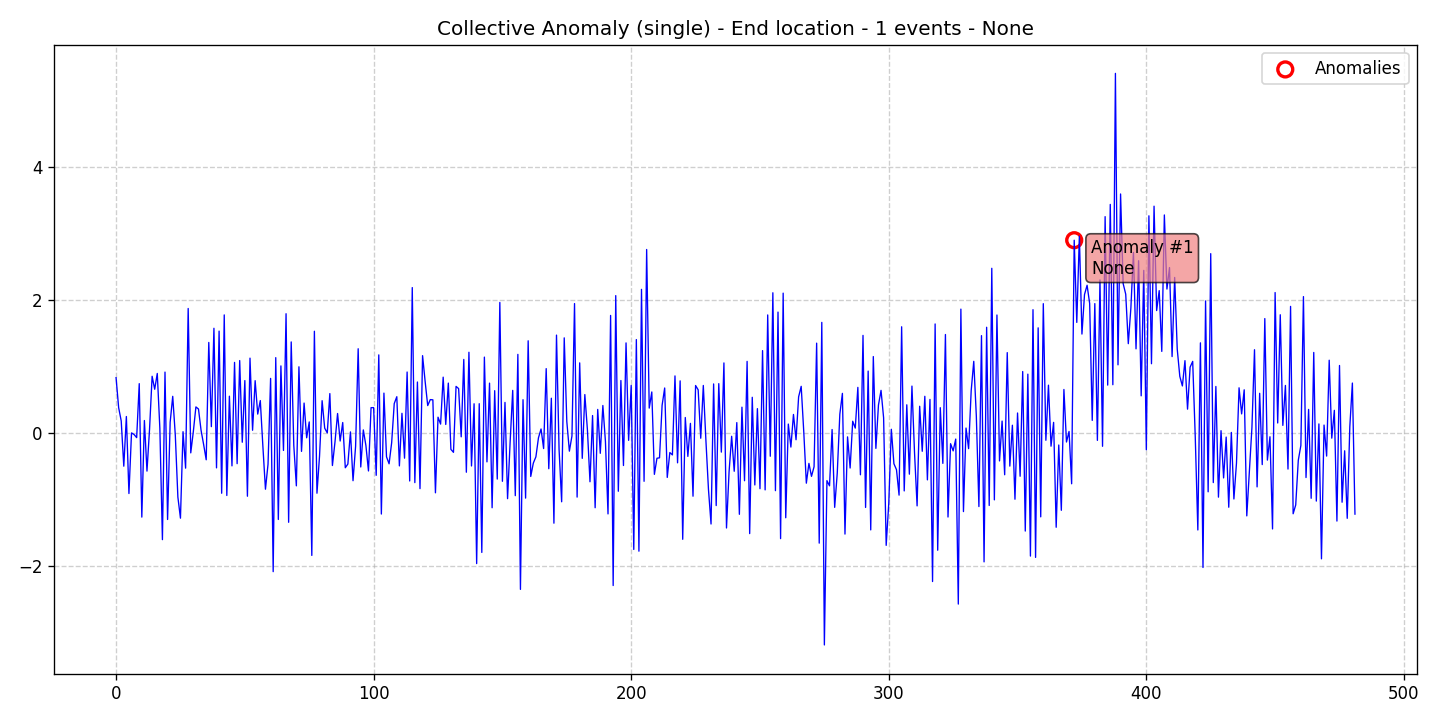 Collective Anomaly (single) - End location - 1 events - None
Anomalies
Anomaly #1
None
4
2
0
−2
0
100
200
300
400
500